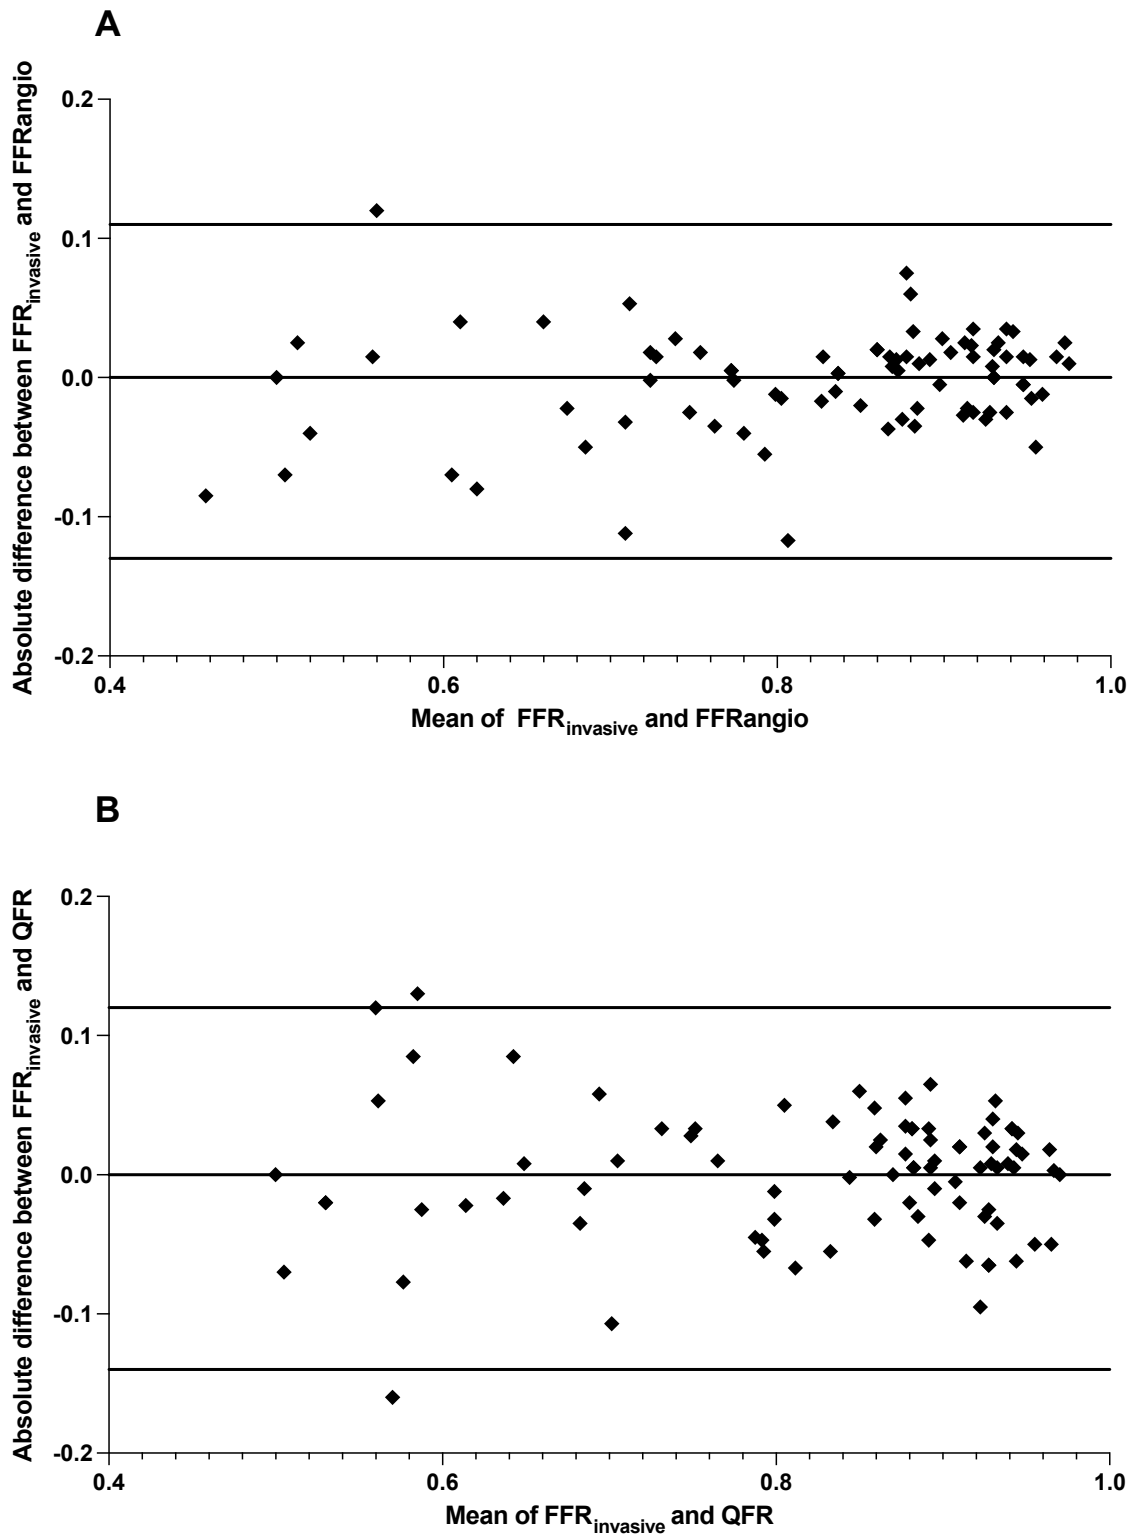 A
Absolute difference between FFRinvasive and FFRangio
0.2
0.1
0.0
-0.1
-0.2
0.4 0.6 0.8 1.0
Mean of FFRinvasive and FFRangio
B
Absolute difference between FFRinvasive and QFR
0.2
0.1
0.0
-0.1
-0.2
0.4 0.6 0.8 1.0
Mean of FFRinvasive and QFR